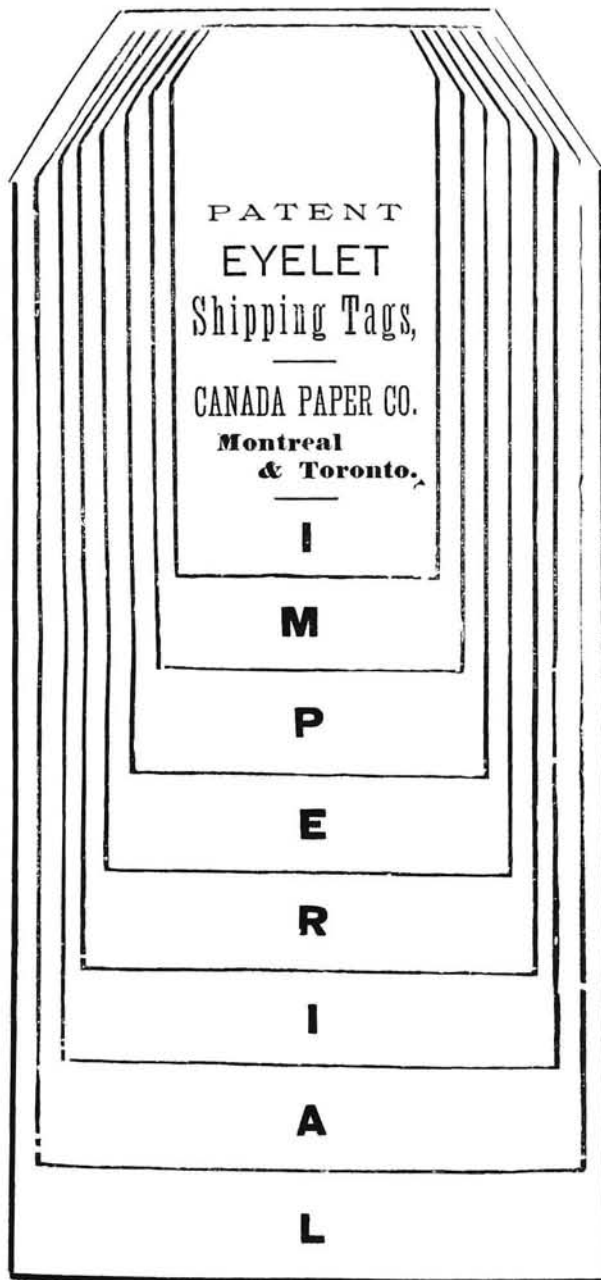 PATENT
EYELET
Shipping Tags,
CANADA PAPER CO.
Montreal
& Toronto.
I
M
P
E
R
I
A
L